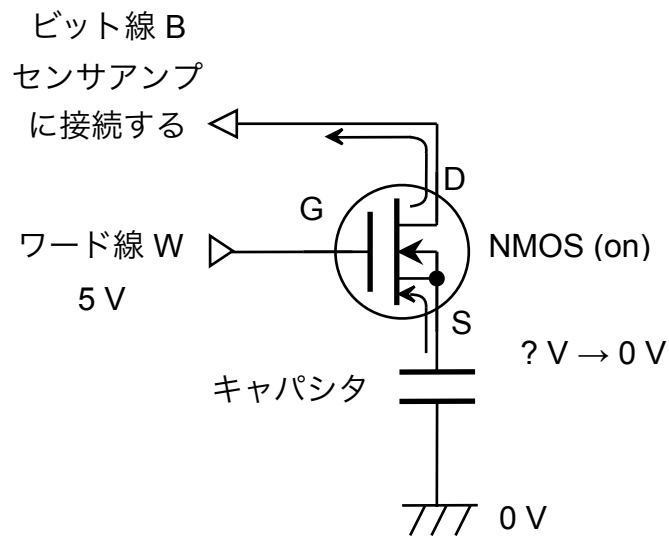 ビット線 B
センサアンプ
に接続する
D
G
ワード線 W
NMOS (on)
5 V
S
? V → 0 V
キャパシタ
0 V